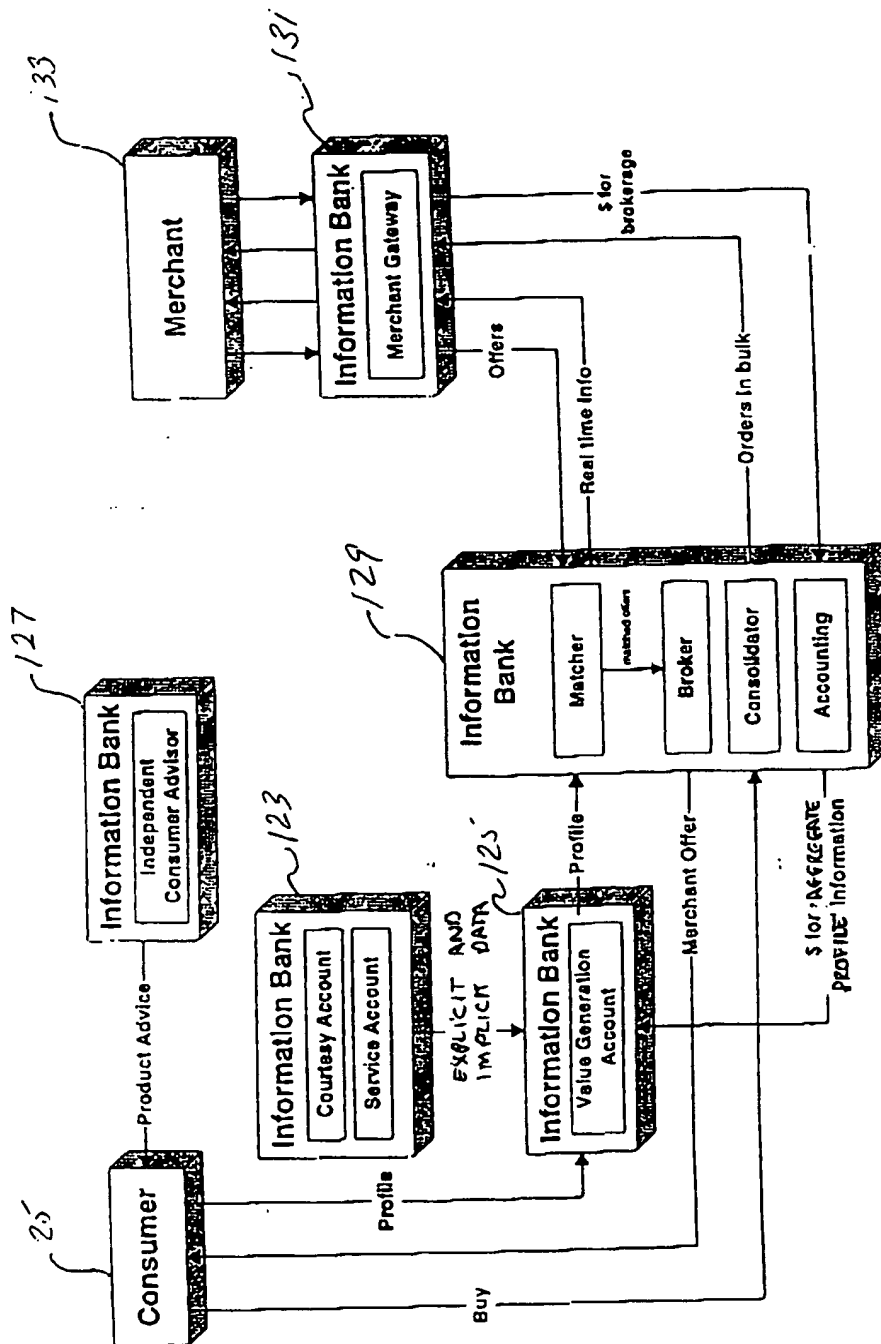 133
Merchant
131
Information Bank
Merchant Gateway
Offers
Real time Info
Orders in bulk
$ for
brokerage
127
Information Bank
Independent
Consumer Advisor
Product Advice
25
Consumer
123
Information Bank
Courtesy Account
Service Account
EXPLICIT AND
IMPLICIT DATA
125
Information Bank
Value Generation
Account
Profile
Profile
129
Information
Bank
Matcher
matched offers
Broker
Consolidator
Accounting
Merchant Offer
Buy
$ for AGGREGATE
PROFILE Information